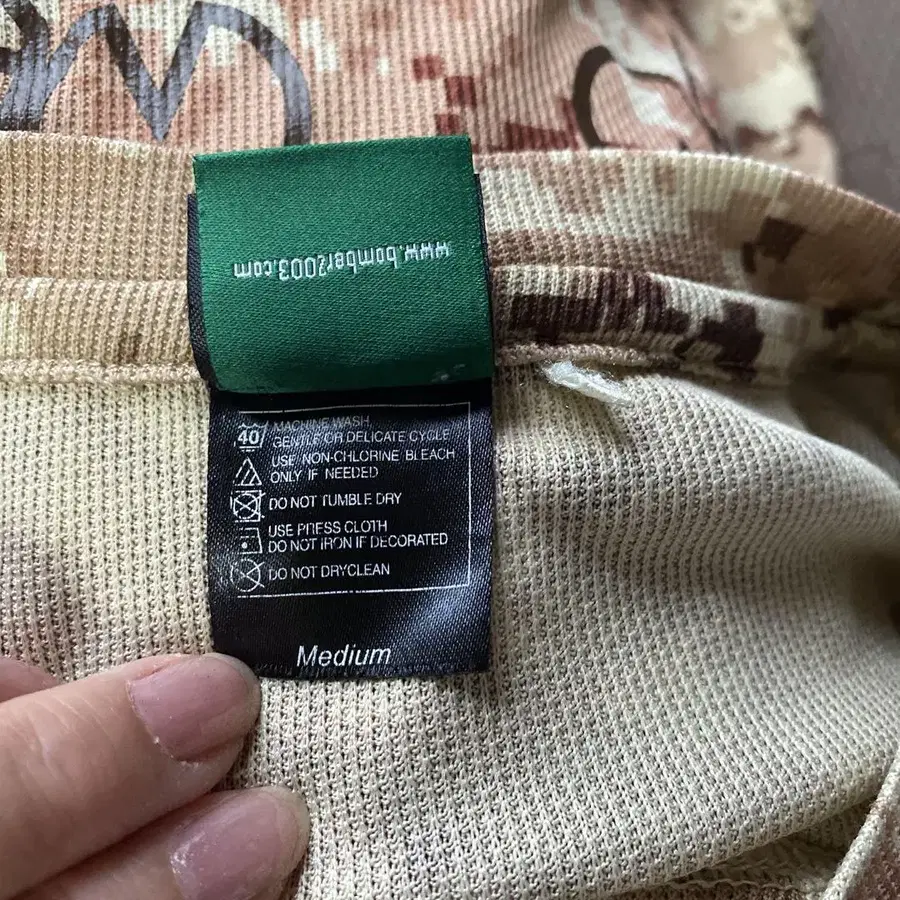 www.bomber2003.com
40
MACHINE WASH
GENTLE OR DELICATE CYCLE
USE NON-CHLORINE BLEACH
ONLY IF NEEDED
DO NOT TUMBLE DRY
USE PRESS CLOTH
DO NOT IRON IF DECORATED
DO NOT DRYCLEAN
Medium